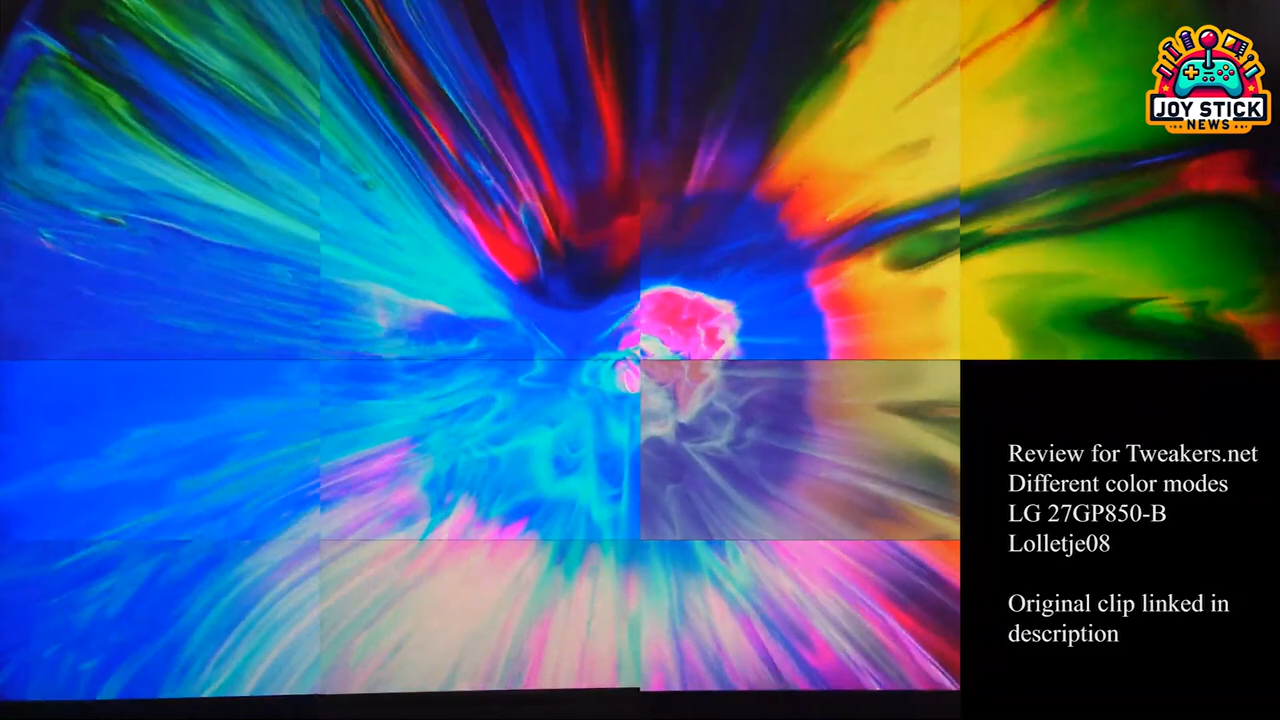 JOY STICK
NEWS
Review for Tweakers.net
Different color modes
LG 27GP850-B
Lolletje08
Original clip linked in
description